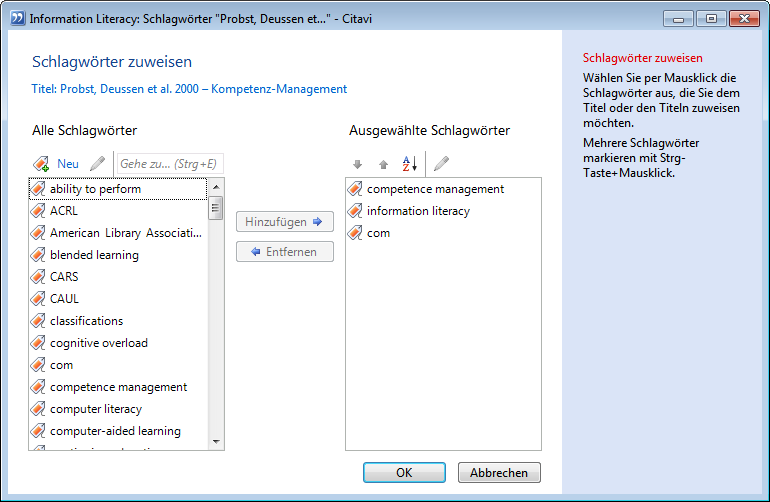 Information Literacy: Schlagwörter "Probst, Deussen et..." - Citavi
Schlagwörter zuweisen
Titel: Probst, Deussen et al. 2000 – Kompetenz-Management
Alle Schlagwörter
Neu
Gehe zu... (Strg+E)
ability to perform
ACRL
American Library Associati...
blended learning
CARS
CAUL
classifications
cognitive overload
com
competence management
computer literacy
computer-aided learning
Hinzufügen
Entfernen
Ausgewählte Schlagwörter
competence management
information literacy
com
OK
Abbrechen
Schlagwörter zuweisen
Wählen Sie per Mausklick die
Schlagwörter aus, die Sie dem
Titel oder den Titeln zuweisen
möchten.
Mehrere Schlagwörter
markieren mit Strg-
Taste+Mausklick.